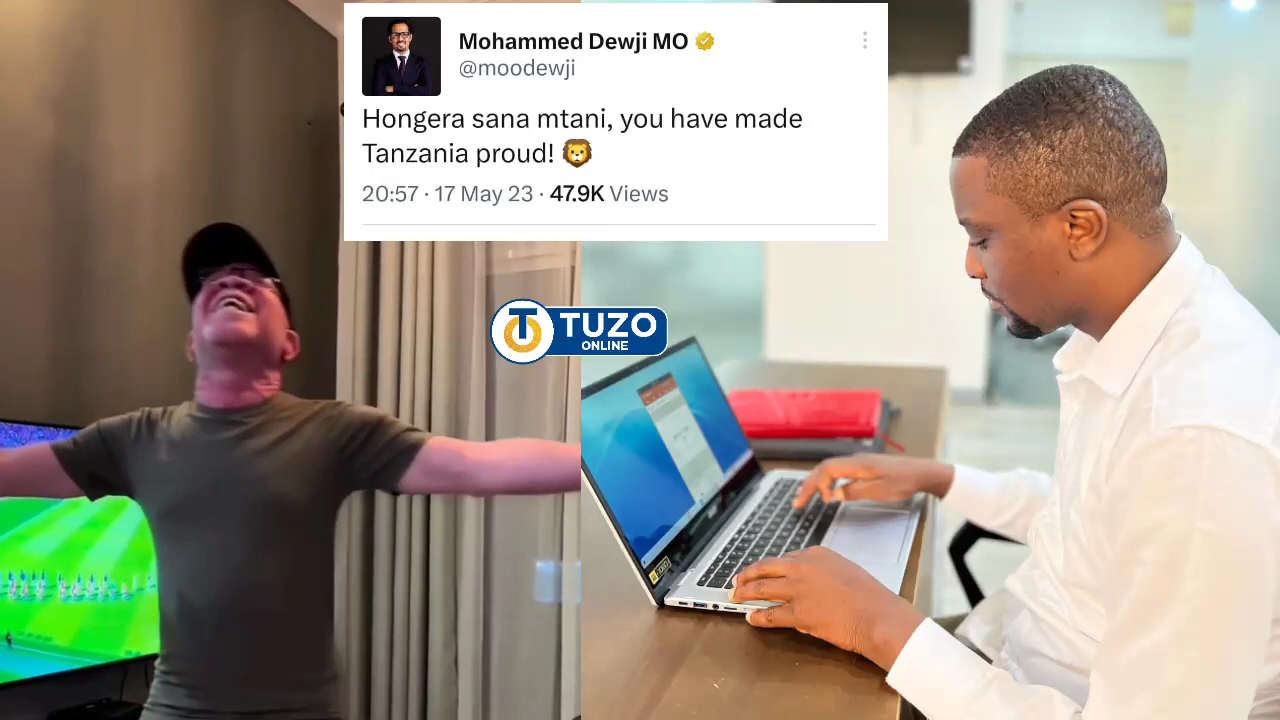 Mohammed Dewji MO
@moodewji
Hongera sana mtani, you have made
Tanzania proud! 🦁
20:57 · 17 May 23 · 47.9K Views
TUZO
ONLINE